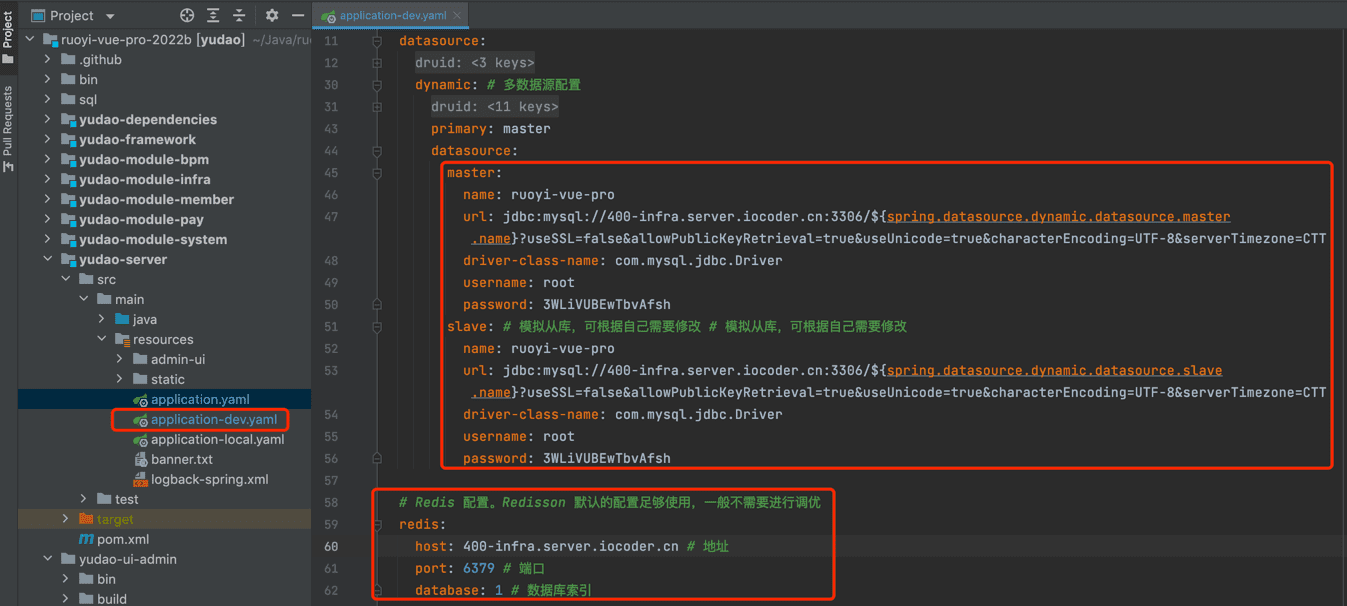 Project
Project
Pull Requests
ruoyi-vue-pro-2022b [yudao] ~/Java/ruo
.github
bin
sql
yudao-dependencies
yudao-framework
yudao-module-bpm
yudao-module-infra
yudao-module-member
yudao-module-pay
yudao-module-system
yudao-server
src
main
java
resources
admin-ui
static
application.yaml
application-dev.yaml
application-local.yaml
banner.txt
logback-spring.xml
test
target
pom.xml
yudao-ui-admin
bin
build
application-dev.yaml
11 datasource:
12 druid: <3 keys>
30 dynamic: # 多数据源配置
31 druid: <11 keys>
43 primary: master
44 datasource:
45 master:
46 name: ruoyi-vue-pro
47 url: jdbc:mysql://400-infra.server.iocoder.cn:3306/${spring.datasource.dynamic.datasource.master
.name}?useSSL=false&allowPublicKeyRetrieval=true&useUnicode=true&characterEncoding=UTF-8&serverTimezone=CTT
48 driver-class-name: com.mysql.jdbc.Driver
49 username: root
50 password: 3WLiVUBEwTbvAfsh
51 slave: # 模拟从库，可根据自己需要修改 # 模拟从库，可根据自己需要修改
52 name: ruoyi-vue-pro
53 url: jdbc:mysql://400-infra.server.iocoder.cn:3306/${spring.datasource.dynamic.datasource.slave
.name}?useSSL=false&allowPublicKeyRetrieval=true&useUnicode=true&characterEncoding=UTF-8&serverTimezone=CTT
54 driver-class-name: com.mysql.jdbc.Driver
55 username: root
56 password: 3WLiVUBEwTbvAfsh
57
58 # Redis 配置。Redisson 默认的配置足够使用，一般不需要进行调优
59 redis:
60 host: 400-infra.server.iocoder.cn # 地址
61 port: 6379 # 端口
62 database: 1 # 数据库索引